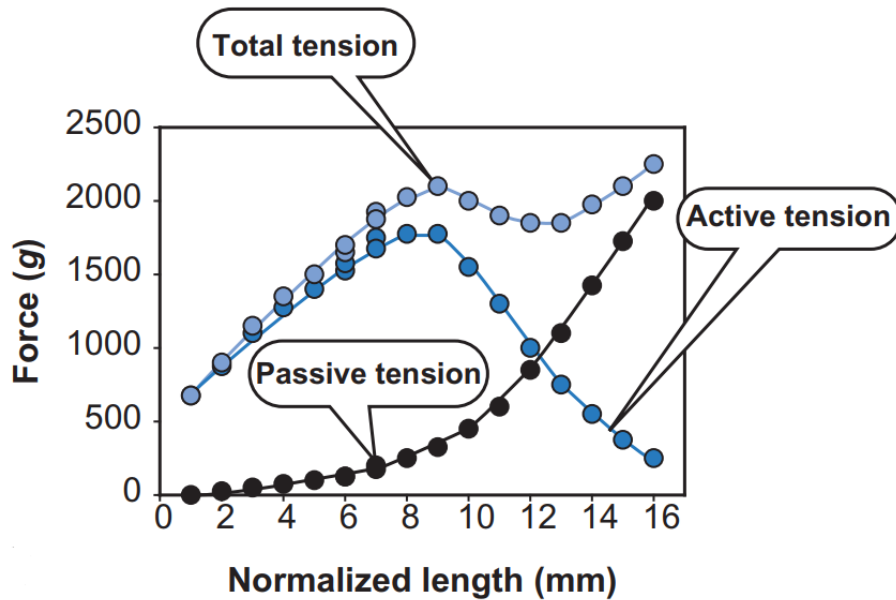 Total tension
2500
2000
Active tension
1500
1000
Passive tension
500
0
Force (g)
0 2 4 6 8 10 12 14 16
Normalized length (mm)